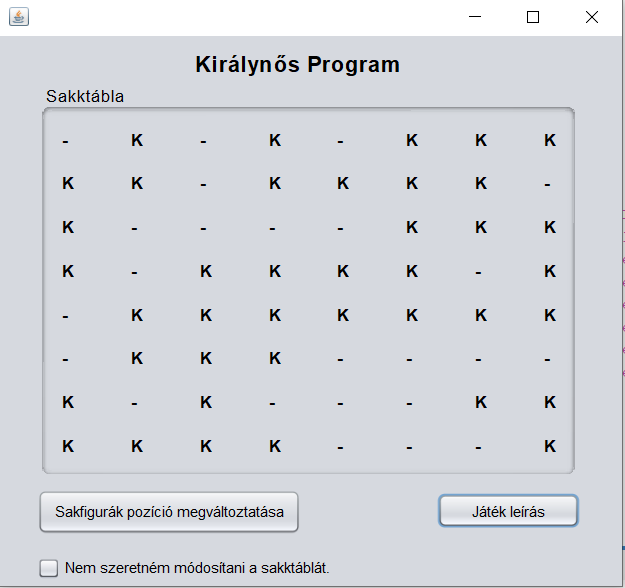 Királynős Program
Sakktábla
- K - K - K K K
K K - K K K K -
K - - - - K K K
K - K K K K - K
- K K K K K K K
- K K K - - - -
K - K - - - K K
K K K K - - - K
Sakfigurák pozíció megváltoztatása Játék leírás
Nem szeretném módosítani a sakktáblát.